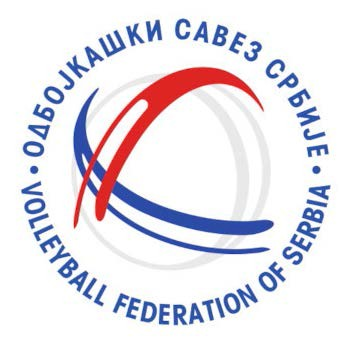 ОДБОЈКАШКИ САВЕЗ СРБИЈЕ
VOLLEYBALL FEDERATION OF SERBIA